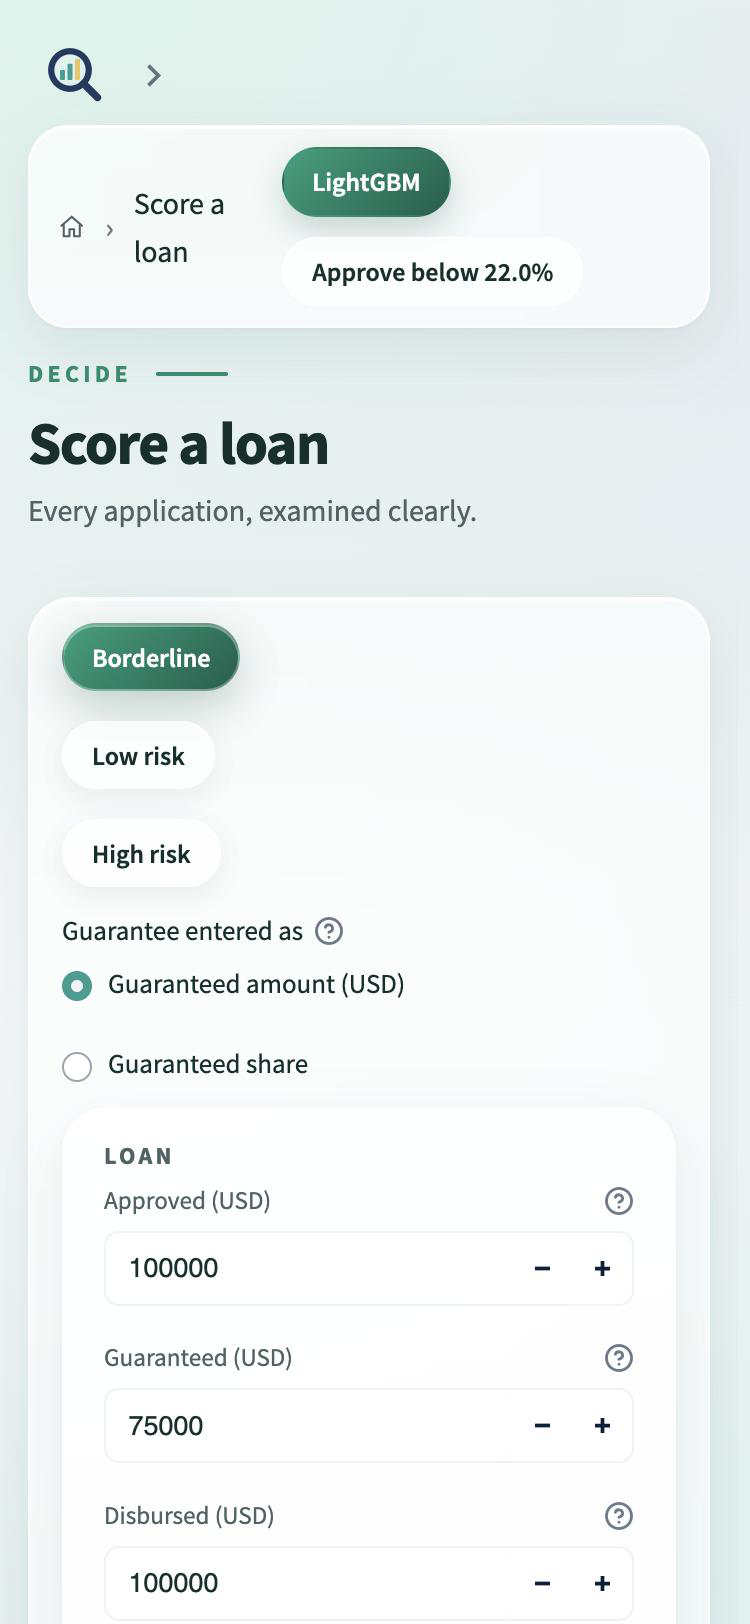 Score a
loan
LightGBM
Approve below 22.0%
DECIDE
Score a loan
Every application, examined clearly.
Borderline
Low risk
High risk
Guarantee entered as
Guaranteed amount (USD)
Guaranteed share
LOAN
Approved (USD)
100000
Guaranteed (USD)
75000
Disbursed (USD)
100000